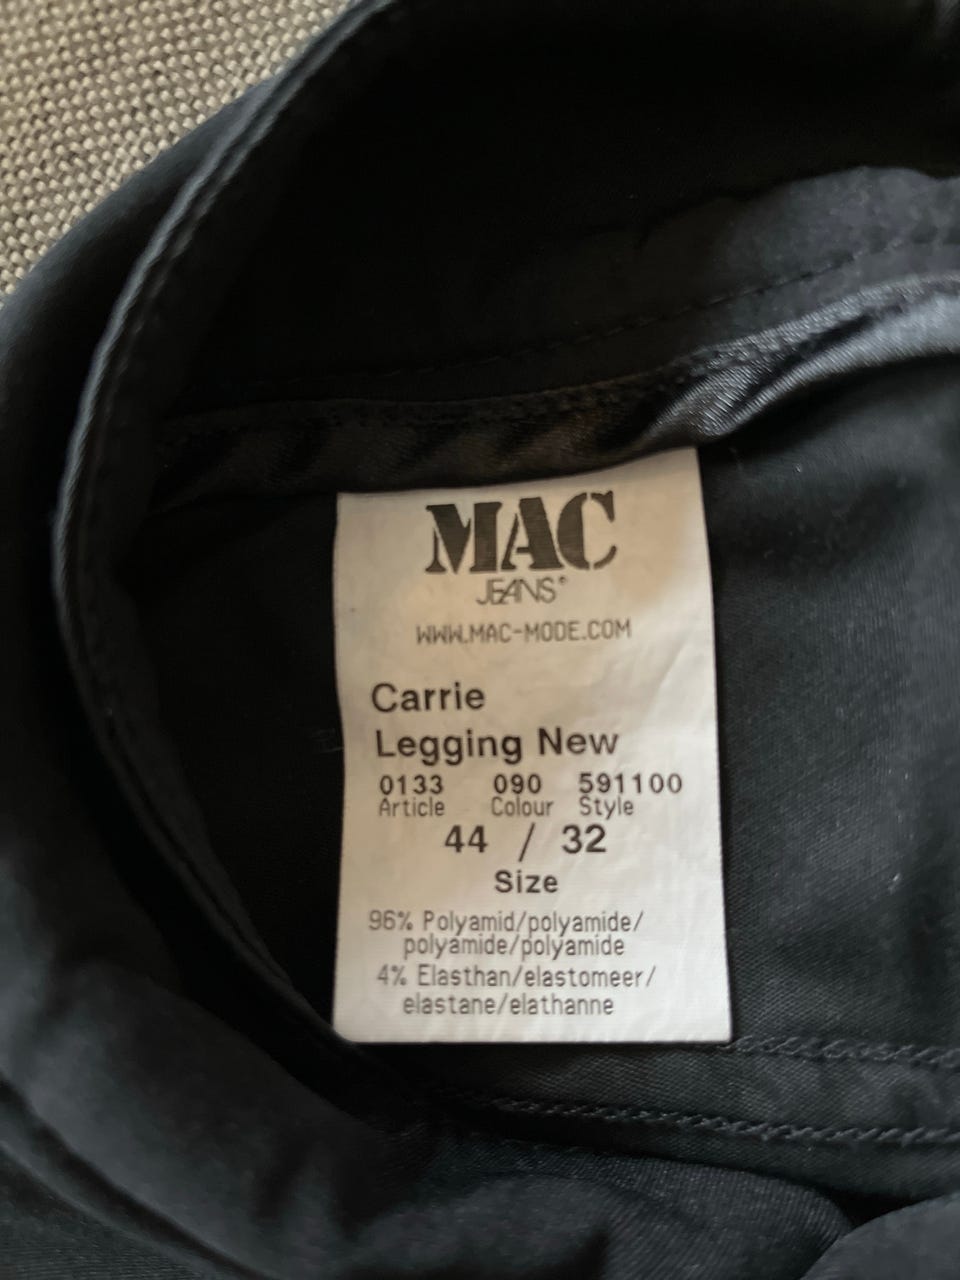 MAC
JEANS®
WWW.MAC-MODE.COM
Carrie
Legging New
0133 090 591100
Article Colour Style
44 / 32
Size
96% Polyamid/polyamide/
polyamide/polyamide
4% Elasthan/elastomeer/
elastane/elathanne